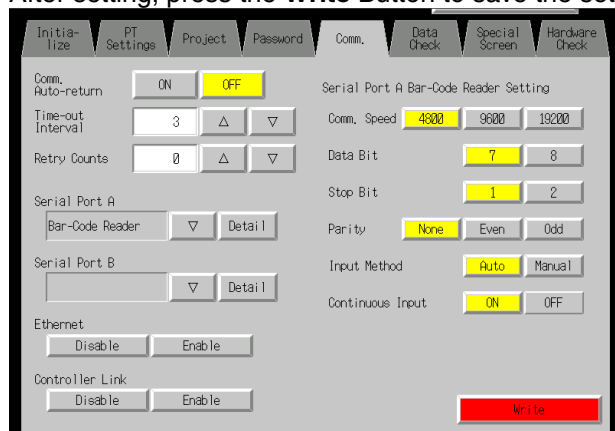 After setting, press the Write Button to save the set
Initia-lize PT Settings Project Password Comm. Data Check Special Screen Hardware Check
Comm. Auto-return ON OFF
Time-out Interval 3 △ ▽
Retry Counts 0 △ ▽
Serial Port A
Bar-Code Reader ▽ Detail
Serial Port B
▽ Detail
Ethernet
Disable Enable
Controller Link
Disable Enable
Serial Port A Bar-Code Reader Setting
Comm. Speed 4800 9600 19200
Data Bit 7 8
Stop Bit 1 2
Parity None Even Odd
Input Method Auto Manual
Continuous Input ON OFF
Write